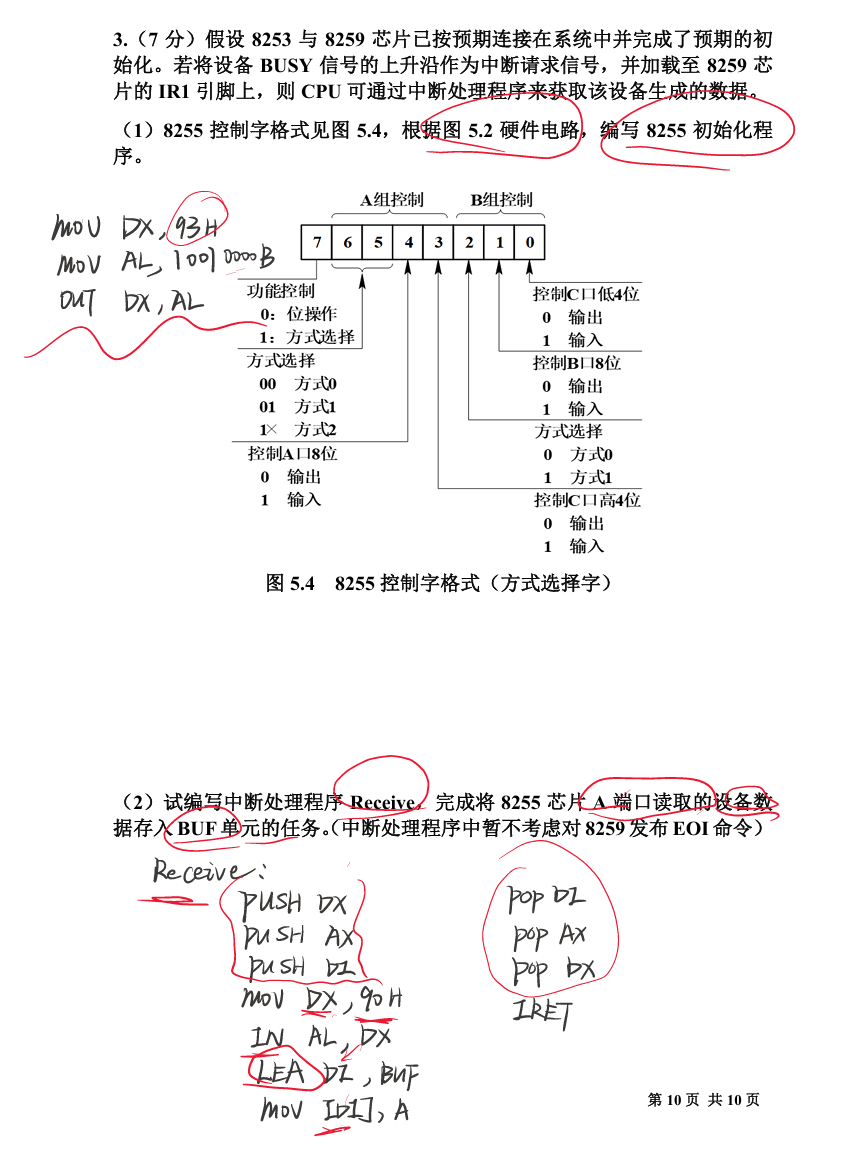 3.（7 分）假设 8253 与 8259 芯片已按预期连接在系统中并完成了预期的初
始化。若将设备 BUSY 信号的上升沿作为中断请求信号，并加载至 8259 芯
片的 IR1 引脚上，则 CPU 可通过中断处理程序来获取该设备生成的数据。
（1）8255 控制字格式见图 5.4，根据图 5.2 硬件电路，编写 8255 初始化程
序。
MOV DX, 93H
MOV AL, 10010000B
OUT DX, AL
A组控制 B组控制
7 6 5 4 3 2 1 0
功能控制
0：位操作
1：方式选择
方式选择
00 方式0
01 方式1
1× 方式2
控制A口8位
0 输出
1 输入
控制C口低4位
0 输出
1 输入
控制B口8位
0 输出
1 输入
方式选择
0 方式0
1 方式1
控制C口高4位
0 输出
1 输入
图 5.4 8255 控制字格式（方式选择字）
（2）试编写中断处理程序 Receive，完成将 8255 芯片 A 端口读取的设备数
据存入 BUF 单元的任务。（中断处理程序中暂不考虑对 8259 发布 EOI 命令）
Receive:
PUSH DX
PUSH AX
PUSH DI
MOV DX, 90H
IN AL, DX
LEA DI, BUF
MOV [DI], A
POP DI
POP AX
POP DX
IRET
第 10 页 共 10 页